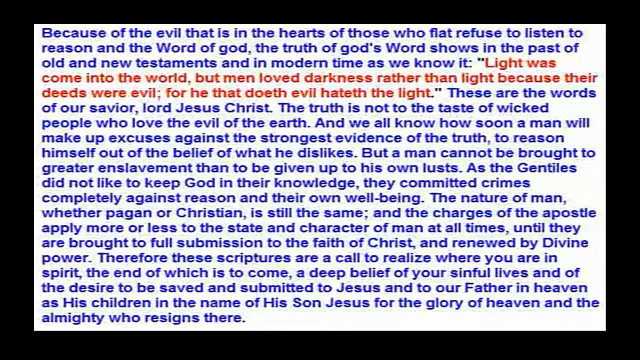 Because of the evil that is in the hearts of those who flat refuse to listen to
reason and the Word of god, the truth of god's Word shows in the past of
old and new testaments and in modern time as we know it: "Light was
come into the world, but men loved darkness rather than light because their
deeds were evil; for he that doeth evil hateth the light." These are the words
of our savior, lord Jesus Christ. The truth is not to the taste of wicked
people who love the evil of the earth. And we all know how soon a man will
make up excuses against the strongest evidence of the truth, to reason
himself out of the belief of what he dislikes. But a man cannot be brought to
greater enslavement than to be given up to his own lusts. As the Gentiles
did not like to keep God in their knowledge, they committed crimes
completely against reason and their own well-being. The nature of man,
whether pagan or Christian, is still the same; and the charges of the apostle
apply more or less to the state and character of man at all times, until they
are brought to full submission to the faith of Christ, and renewed by Divine
power. Therefore these scriptures are a call to realize where you are in
spirit, the end of which is to come, a deep belief of your sinful lives and of
the desire to be saved and submitted to Jesus and to our Father in heaven
as His children in the name of His Son Jesus for the glory of heaven and the
almighty who resigns there.